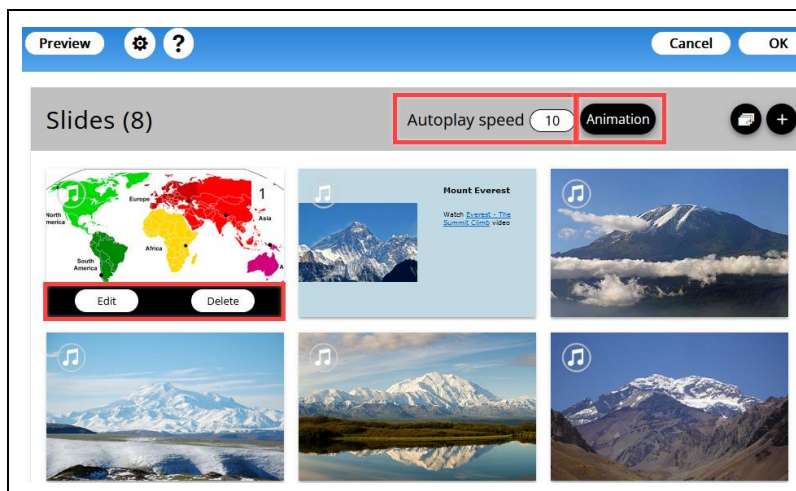 Preview ? Cancel OK
Slides (8) Autoplay speed 10 Animation +
1
Europe
North
merica
Asia
Africa
South
America
A
Edit Delete
Mount Everest
Watch Everest - The
Summit Climb video